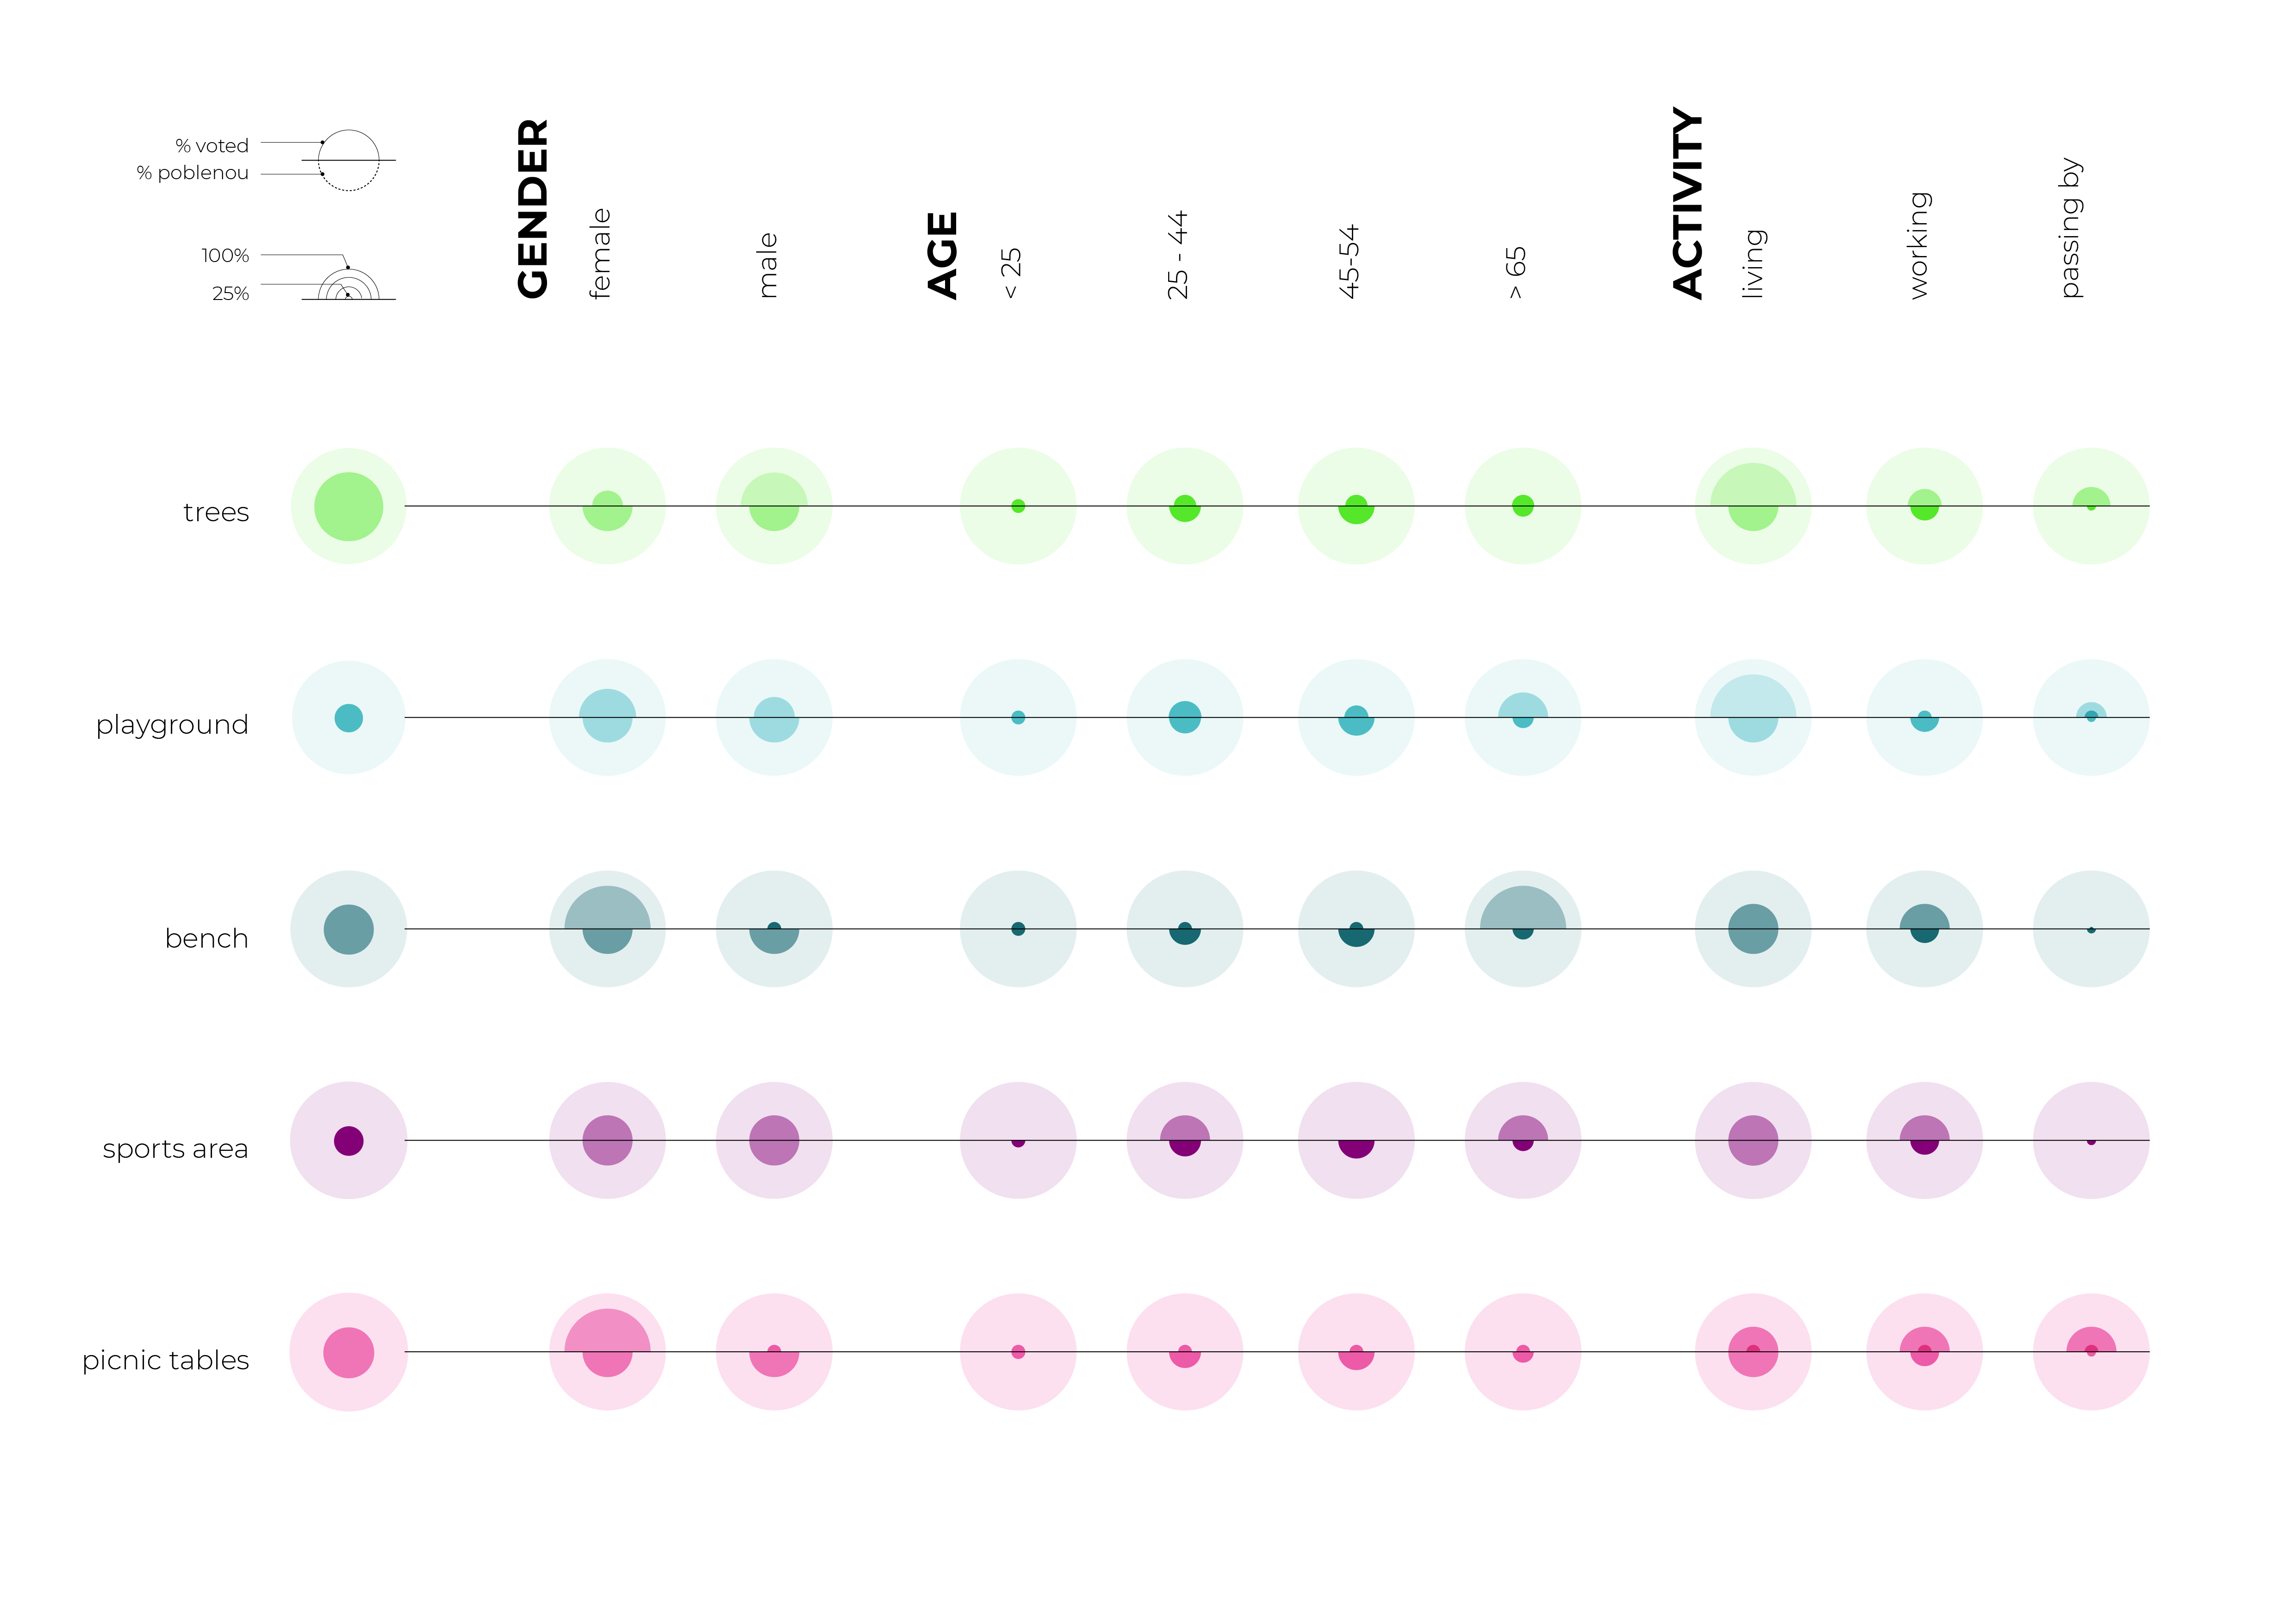 % voted
% poblenou
100%
25%
GENDER
female
male
AGE
< 25
25 - 44
45-54
> 65
ACTIVITY
living
working
passing by
trees
playground
bench
sports area
picnic tables